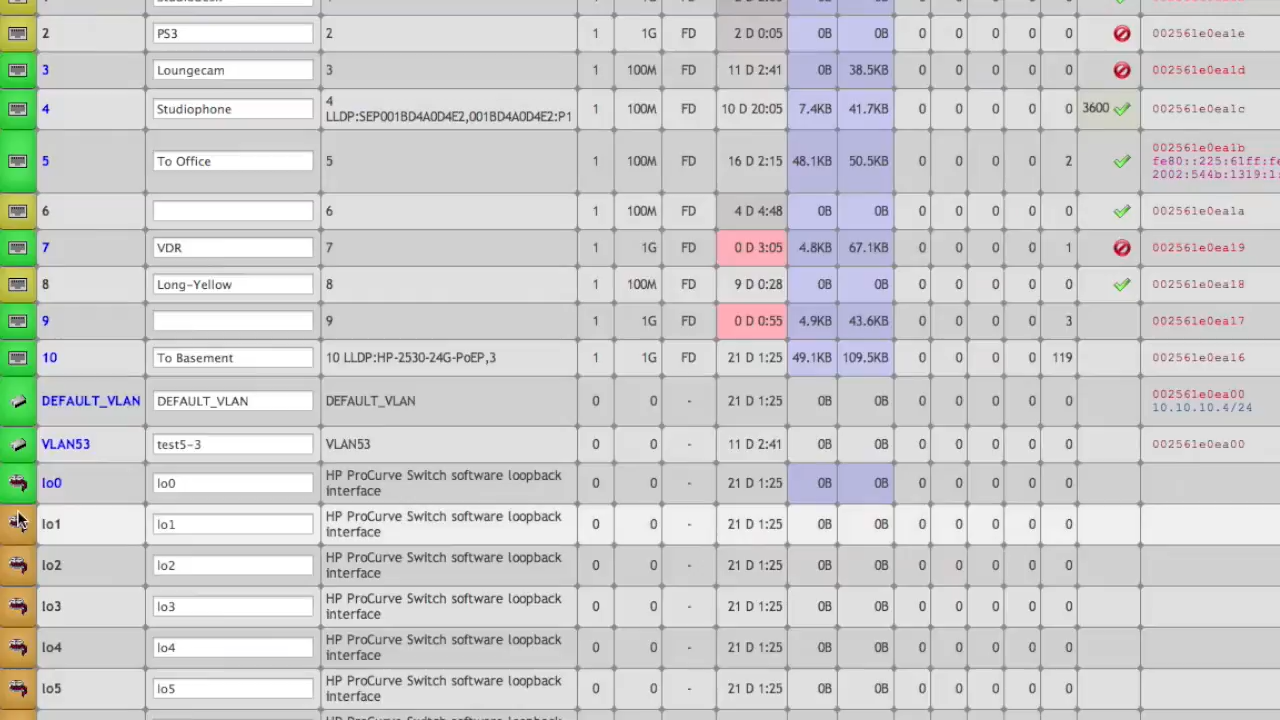 2 PS3 2 1 1G FD 2 D 0:05 0B 0B 0 0 0 0 0 002561e0ea1e
3 Loungecam 3 1 100M FD 11 D 2:41 0B 38.5KB 0 0 0 0 0 002561e0ea1d
4 Studiophone 4 1 100M FD 10 D 20:05 7.4KB 41.7KB 0 0 0 0 0 3600 002561e0ea1c
LLDP:SEP001BD4A0D4E2,001BD4A0D4E2:P1
5 To Office 5 1 100M FD 16 D 2:15 48.1KB 50.5KB 0 0 0 0 2 002561e0ea1b
fe80::225:61ff:fe
2002:544b:1319:1:
6 6 1 100M FD 4 D 4:48 0B 0B 0 0 0 0 0 002561e0ea1a
7 VDR 7 1 1G FD 0 D 3:05 4.8KB 67.1KB 0 0 0 0 1 002561e0ea19
8 Long-Yellow 8 1 100M FD 9 D 0:28 0B 0B 0 0 0 0 0 002561e0ea18
9 9 1 1G FD 0 D 0:55 4.9KB 43.6KB 0 0 0 0 3 002561e0ea17
10 To Basement 10 LLDP:HP-2530-24G-PoEP,3 1 1G FD 21 D 1:25 49.1KB 109.5KB 0 0 0 0 119 002561e0ea16
DEFAULT_VLAN DEFAULT_VLAN DEFAULT_VLAN 0 0 - 21 D 1:25 0B 0B 0 0 0 0 0 002561e0ea00
10.10.10.4/24
VLAN53 test5-3 VLAN53 0 0 - 11 D 2:41 0B 0B 0 0 0 0 0 002561e0ea00
lo0 lo0 HP ProCurve Switch software loopback interface 0 0 - 21 D 1:25 0B 0B 0 0 0 0 0
lo1 lo1 HP ProCurve Switch software loopback interface 0 0 - 21 D 1:25 0B 0B 0 0 0 0 0
lo2 lo2 HP ProCurve Switch software loopback interface 0 0 - 21 D 1:25 0B 0B 0 0 0 0 0
lo3 lo3 HP ProCurve Switch software loopback interface 0 0 - 21 D 1:25 0B 0B 0 0 0 0 0
lo4 lo4 HP ProCurve Switch software loopback interface 0 0 - 21 D 1:25 0B 0B 0 0 0 0 0
lo5 lo5 HP ProCurve Switch software loopback interface 0 0 - 21 D 1:25 0B 0B 0 0 0 0 0